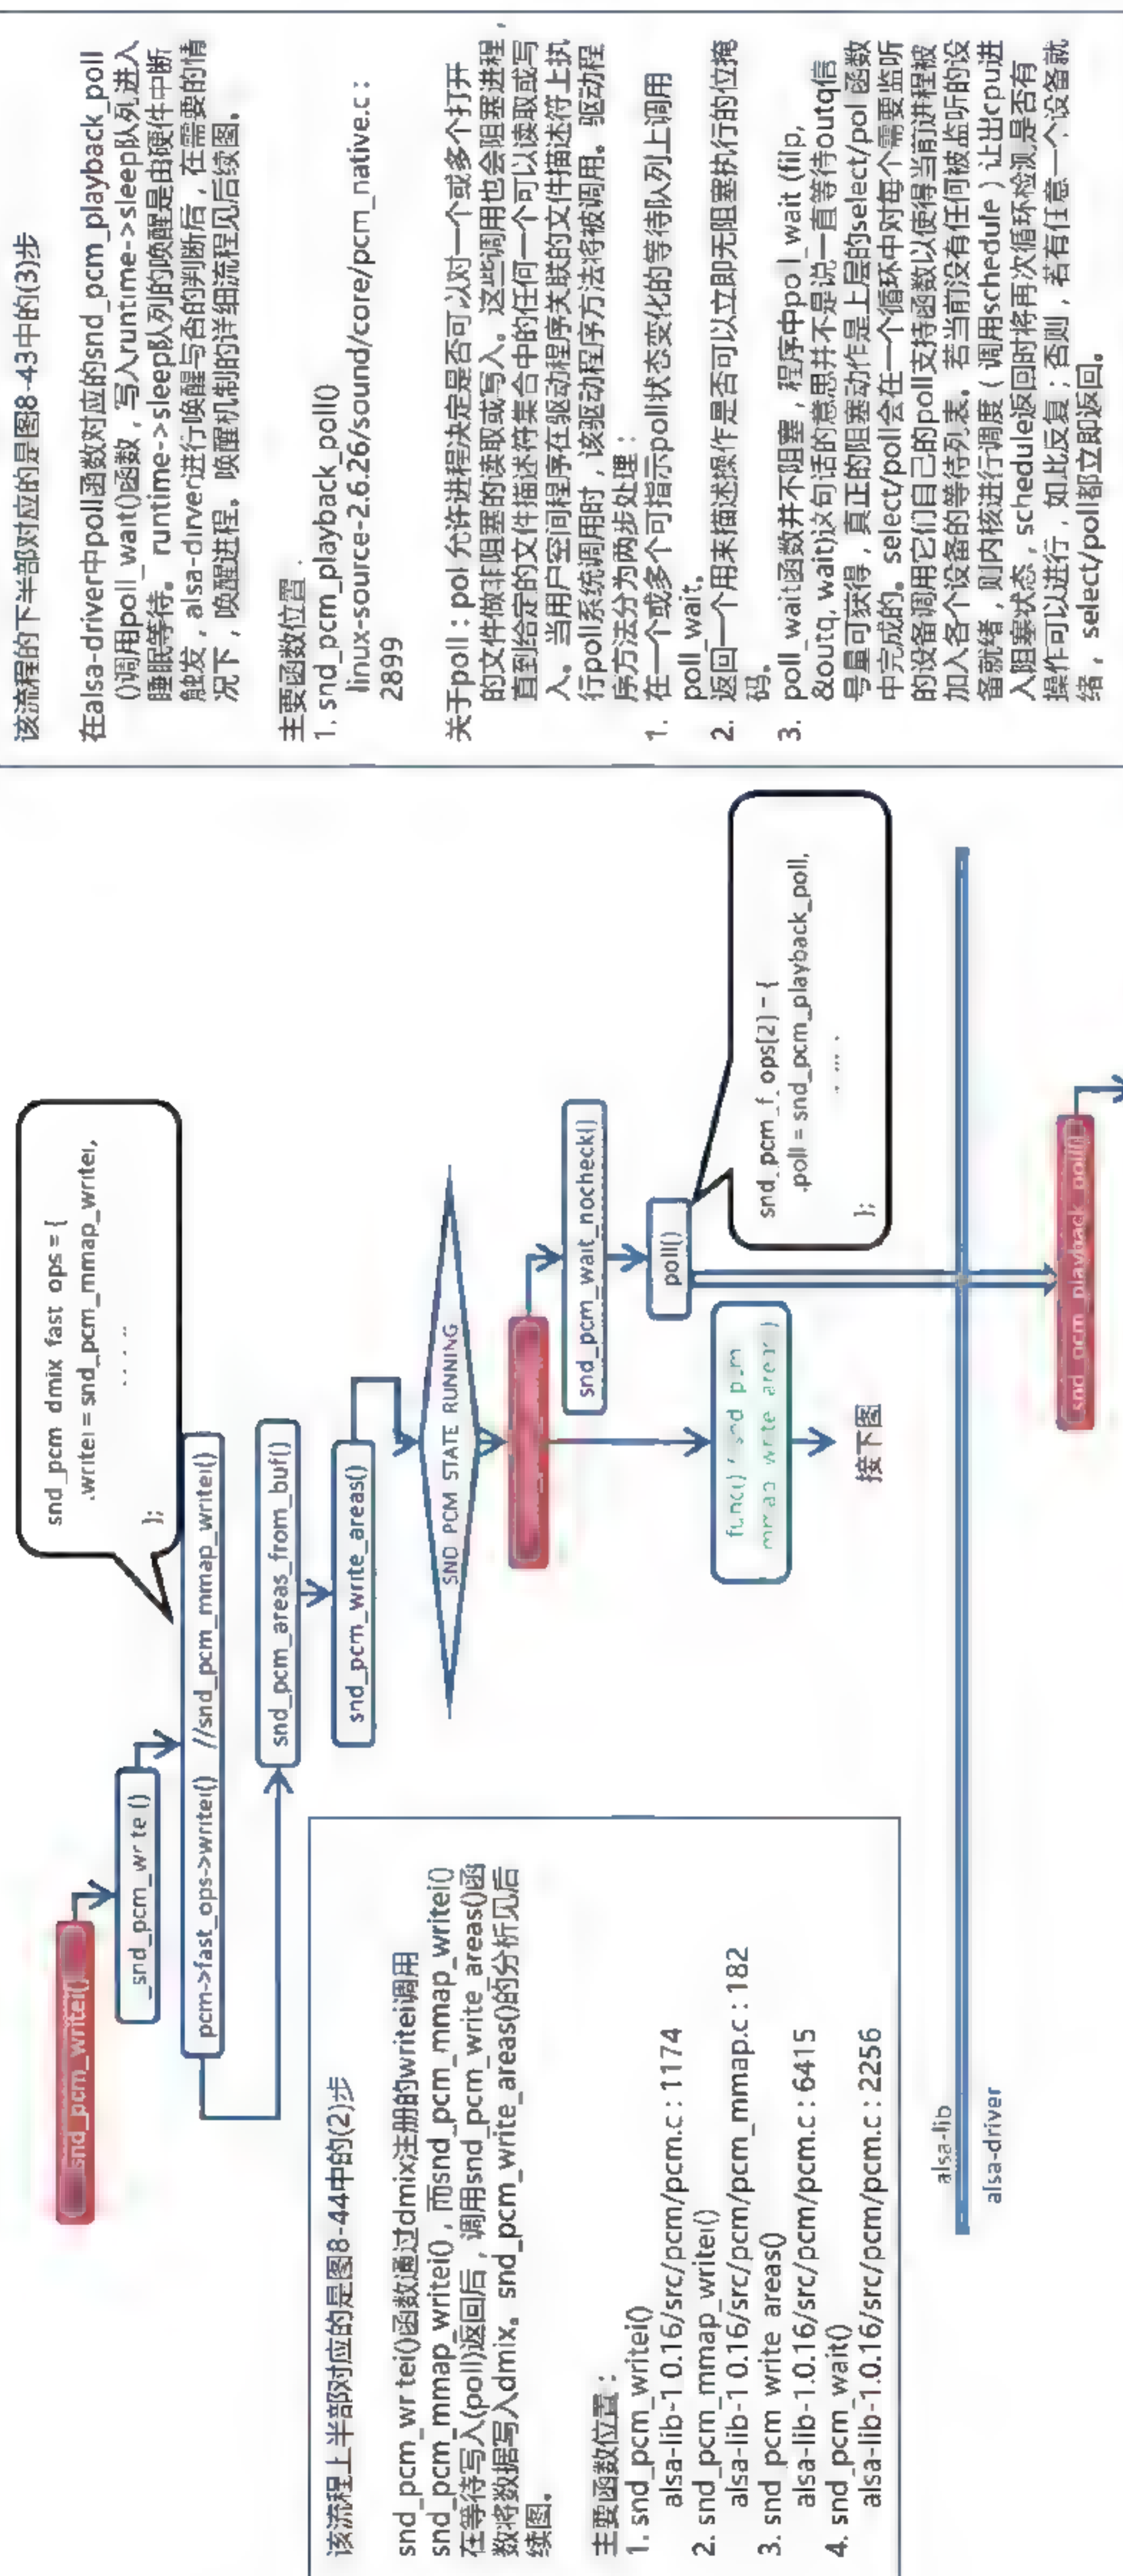 snd_pcm_writei()
_snd_pcm_wr te ()
pcm->fast_ops->writei() //snd_pcm_mmap_writei()
snd_pcm dmix fast ops = {
.writei = snd_pcm_mmap_writei,
};
snd_pcm_areas_from_buf()
snd_pcm_write_areas()
SND PCM STATE RUNNING
snd_pcm_wait_nocheck()
poll()
snd_pcm_f_ops[2] = {
.poll = snd_pcm_playback_poll,
};
func() / snd pcm
mmap write area )
接下图
alsa-lib
alsa-driver
snd_pcm_playback_poll()
该流程上半部对应的是图8-44中的(2)步
snd_pcm_wr tei()函数通过dmix注册的writei调用
snd_pcm_mmap_writei()，而snd_pcm_mmap_writei()
在等待写入(poll)返回后，调用snd_pcm_write_areas()函
数将数据写入dmix。snd_pcm_write_areas()的分析见后
续图。
主要函数位置：
1. snd_pcm_writei()
alsa-lib-1 0.16/src/pcm/pcm.c : 1174
2. snd_pcm_mmap_writei()
alsa-lib-1 0.16/src/pcm/pcm_mmap.c : 182
3. snd_pcm write areas()
alsa-lib-1.0.16/src/pcm/pcm.c : 6415
4. snd_pcm_wait()
alsa-lib-1.0.16/src/pcm/pcm.c : 2256
该流程的下半部对应的是图8-43中的(3)步
在alsa-driver中poll函数对应的snd_pcm_playback_poll
()调用poll_wait()函数，写入runtime->sleep队列进入
睡眠等待。runtime->sleep队列的唤醒是由硬件中断
触发，alsa-dirver进行唤醒与否的判断后，在需要的情
况下，唤醒进程。唤醒机制的详细流程见后续图。
主要函数位置：
1. snd_pcm_playback_poll()
linux-source-2.6.26/sound/core/pcm_native.c :
2899
关于poll：pol 允许进程决定是否可以对一个或多个打开
的文件做非阻塞的读取或写入。这些调用也会阻塞进程，
直到给定的文件描述符集合中的任何一个可以读取或写
入。当用户空间程序在驱动程序关联的文件描述符上执
行poll系统调用时，该驱动程序方法将被调用。驱动程
序方法分为两步处理：
1. 在一个或多个可指示poll状态变化的等待队列上调用
poll_wait。
2. 返回一个用来描述操作是否可以立即无阻塞执行的位掩
码。
3. poll_wait函数并不阻塞，程序中po l_wait (filp,
&outq, wait)这句话的意思并不是说一直等待outq信
号量可获得，真正的阻塞动作是上层的select/pol 函数
中完成的。select/poll会在一个循环中对每个需要监听
的设备调用它们自己的poll支持函数以使得当前进程被
加入各个设备的等待列表。若当前没有任何被监听的设
备就绪，则内核进行调度（调用schedule）让出cpu进
入阻塞状态，schedule返回时将再次循环检测是否有
操作可以进行，如此反复；否则，若有任意一个设备就
绪，select/poll都立即返回。